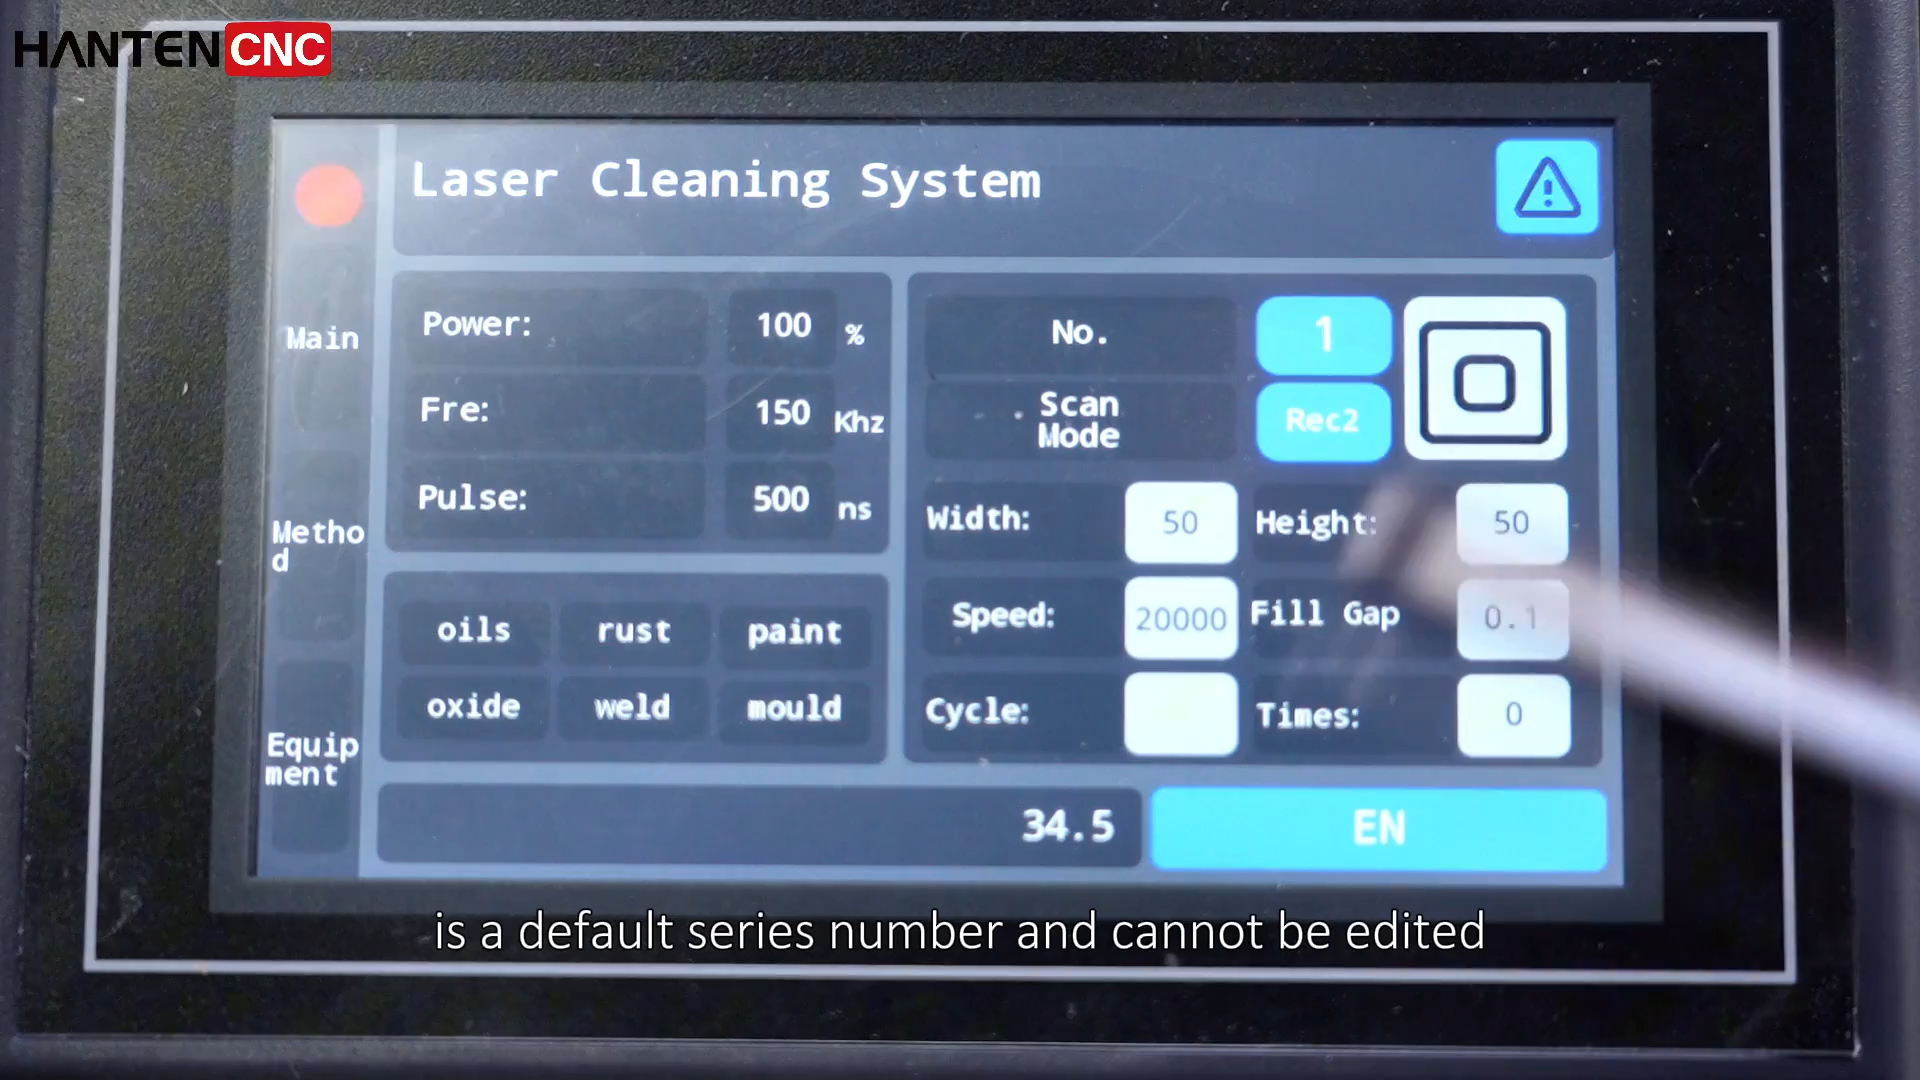 HANTENCNC
Laser Cleaning System
Main
Metho
d
Equip
ment
Power: 100 %
Fre: 150 Khz
Pulse: 500 ns
oils rust paint
oxide weld mould
No. 1
Scan
Mode
Rec2
Width: 50 Height: 50
Speed: 20000 Fill Gap 0.1
Cycle: Times: 0
34.5 EN
is a default series number and cannot be edited